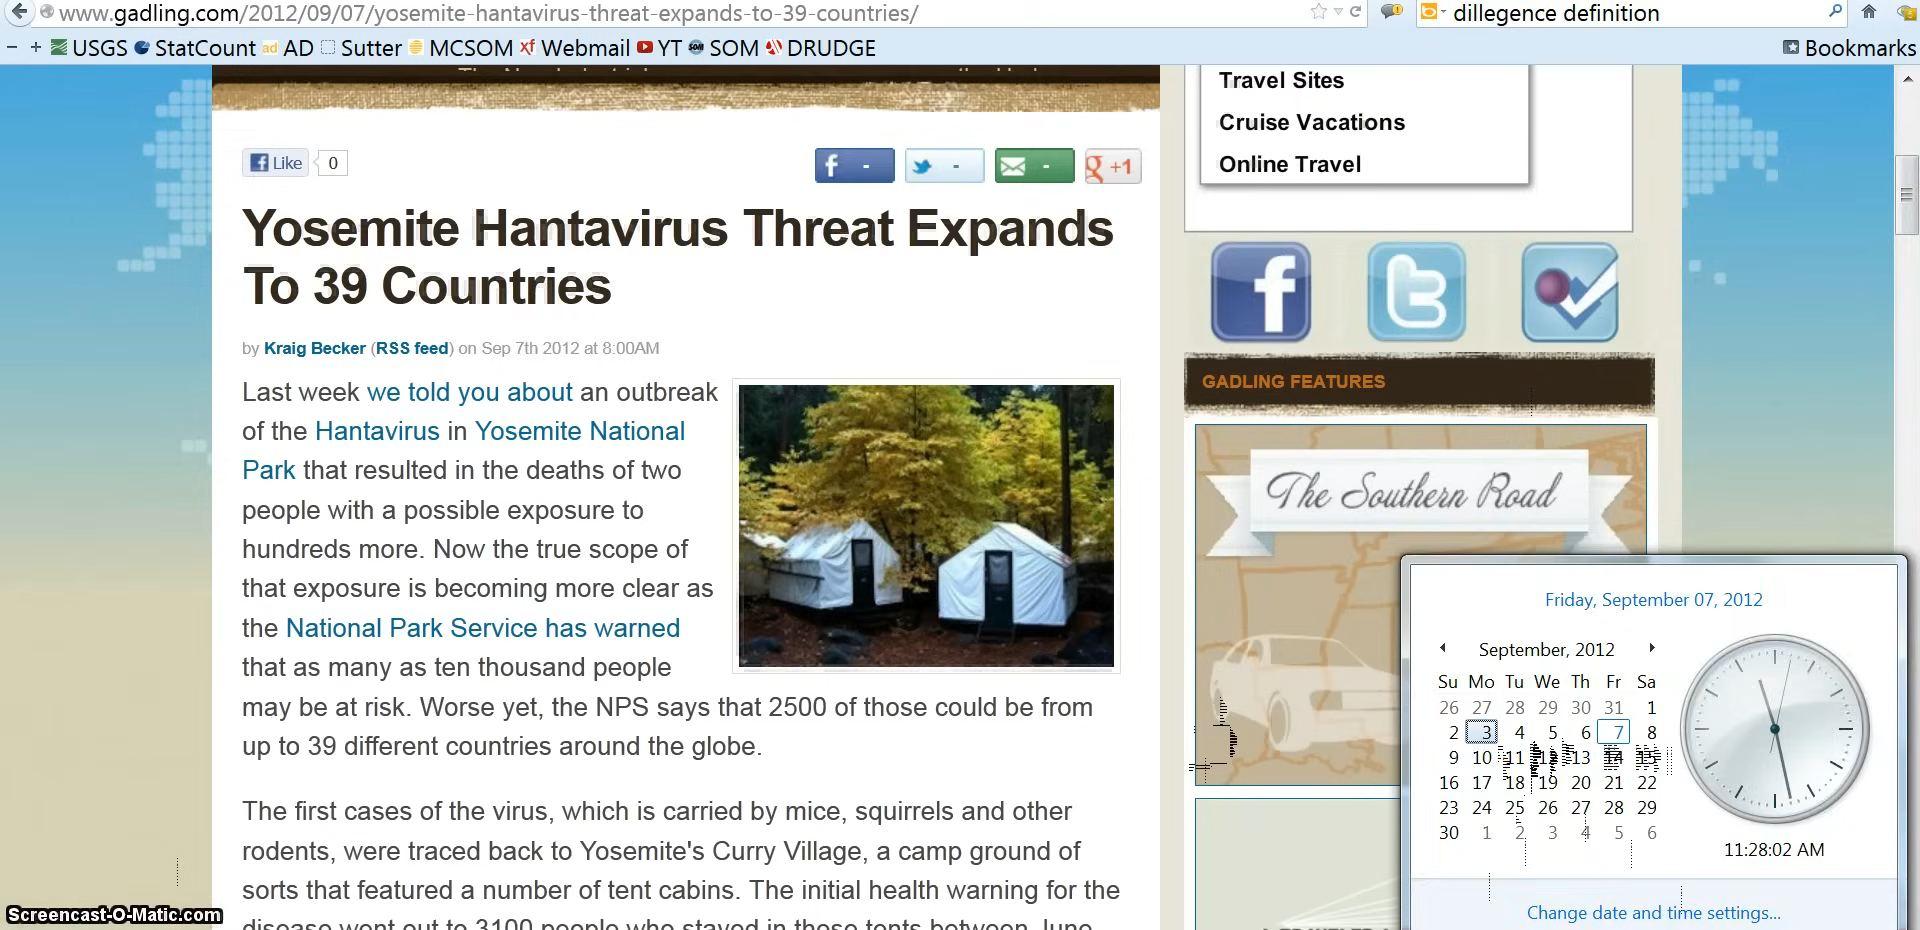 www.gadling.com/2012/09/07/yosemite-hantavirus-threat-expands-to-39-countries/
dillegence definition
USGS StatCount AD Sutter MCSOM Webmail YT SOM DRUDGE
Bookmarks
Travel Sites
Cruise Vacations
Online Travel
Like 0
f - - - g +1
Yosemite Hantavirus Threat Expands
To 39 Countries
by Kraig Becker (RSS feed) on Sep 7th 2012 at 8:00AM
Last week we told you about an outbreak
of the Hantavirus in Yosemite National
Park that resulted in the deaths of two
people with a possible exposure to
hundreds more. Now the true scope of
that exposure is becoming more clear as
the National Park Service has warned
that as many as ten thousand people
may be at risk. Worse yet, the NPS says that 2500 of those could be from
up to 39 different countries around the globe.
The first cases of the virus, which is carried by mice, squirrels and other
rodents, were traced back to Yosemite's Curry Village, a camp ground of
sorts that featured a number of tent cabins. The initial health warning for the
disease went out to 3100 people who stayed in these tents between June
GADLING FEATURES
The Southern Road
Friday, September 07, 2012
September, 2012
Su Mo Tu We Th Fr Sa
26 27 28 29 30 31 1
2 3 4 5 6 7 8
9 10 11 12 13 14 15
16 17 18 19 20 21 22
23 24 25 26 27 28 29
30 1 2 3 4 5 6
11:28:02 AM
Change date and time settings...
Screencast-O-Matic.com